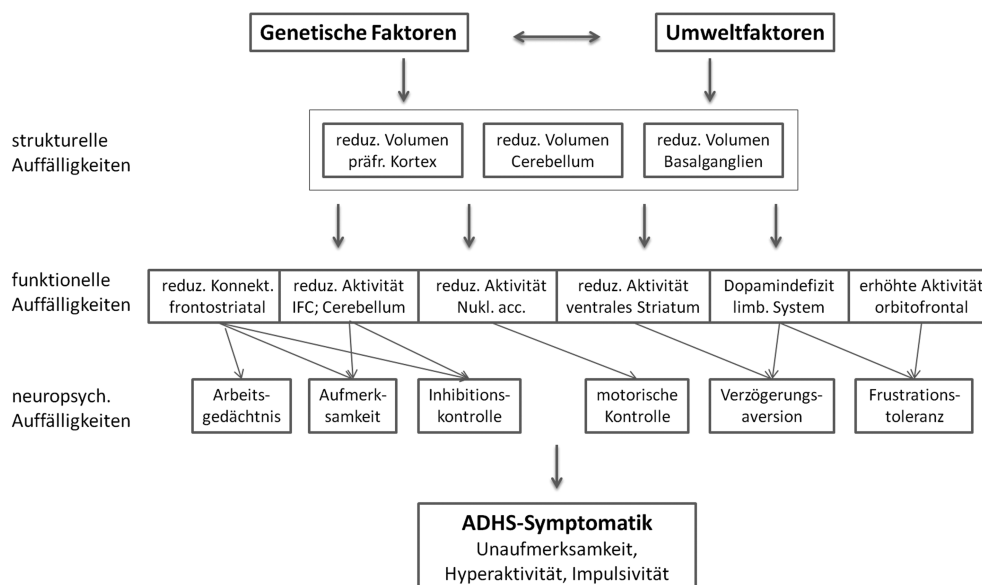 Genetische Faktoren
Umweltfaktoren
strukturelle
Auffälligkeiten
reduz. Volumen
präfr. Kortex
reduz. Volumen
Cerebellum
reduz. Volumen
Basalganglien
funktionelle
Auffälligkeiten
reduz. Konnekt.
frontostriatal
reduz. Aktivität
IFC; Cerebellum
reduz. Aktivität
Nukl. acc.
reduz. Aktivität
ventrales Striatum
Dopamindefizit
limb. System
erhöhte Aktivität
orbitofrontal
neuropsych.
Auffälligkeiten
Arbeits-
gedächtnis
Aufmerk-
samkeit
Inhibitions-
kontrolle
motorische
Kontrolle
Verzögerungs-
aversion
Frustrations-
toleranz
ADHS-Symptomatik
Unaufmerksamkeit,
Hyperaktivität, Impulsivität